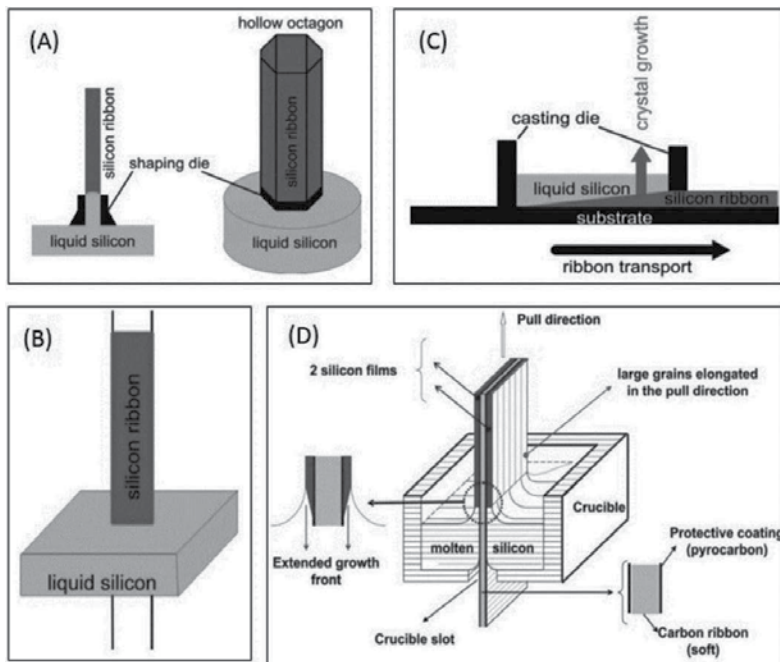 (A)
hollow octagon
silicon ribbon
shaping die
silicon ribbon
liquid silicon
liquid silicon
(B)
silicon ribbon
liquid silicon
(C)
crystal growth
casting die
liquid silicon
silicon ribbon
substrate
ribbon transport
(D)
Pull direction
2 silicon films
large grains elongated
in the pull direction
Crucible
molten
silicon
Extended growth
front
Protective coating
(pyrocarbon)
Crucible slot
Carbon ribbon
(soft)